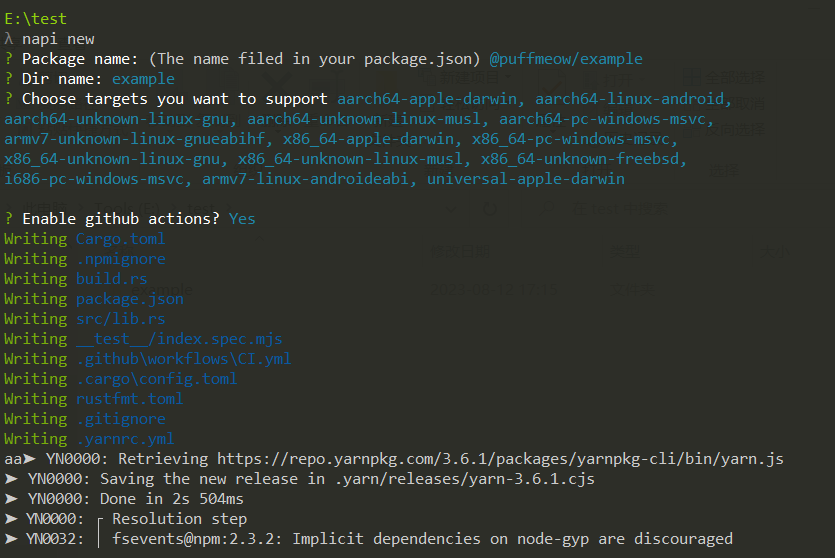 E:\test
λ napi new
? Package name: (The name filed in your package.json) @puffmeow/example
? Dir name: example
? Choose targets you want to support aarch64-apple-darwin, aarch64-linux-android,
aarch64-unknown-linux-gnu, aarch64-unknown-linux-musl, aarch64-pc-windows-msvc,
armv7-unknown-linux-gnueabihf, x86_64-apple-darwin, x86_64-pc-windows-msvc,
x86_64-unknown-linux-gnu, x86_64-unknown-linux-musl, x86_64-unknown-freebsd,
i686-pc-windows-msvc, armv7-linux-androideabi, universal-apple-darwin
? Enable github actions? Yes
Writing Cargo.toml
Writing .npmignore
Writing build.rs
Writing package.json
Writing src/lib.rs
Writing __test__/index.spec.mjs
Writing .github\workflows\CI.yml
Writing .cargo\config.toml
Writing rustfmt.toml
Writing .gitignore
Writing .yarnrc.yml
aa➤ YN0000: Retrieving https://repo.yarnpkg.com/3.6.1/packages/yarnpkg-cli/bin/yarn.js
➤ YN0000: Saving the new release in .yarn/releases/yarn-3.6.1.cjs
➤ YN0000: Done in 2s 504ms
➤ YN0000: ┌ Resolution step
➤ YN0032: │ fsevents@npm:2.3.2: Implicit dependencies on node-gyp are discouraged